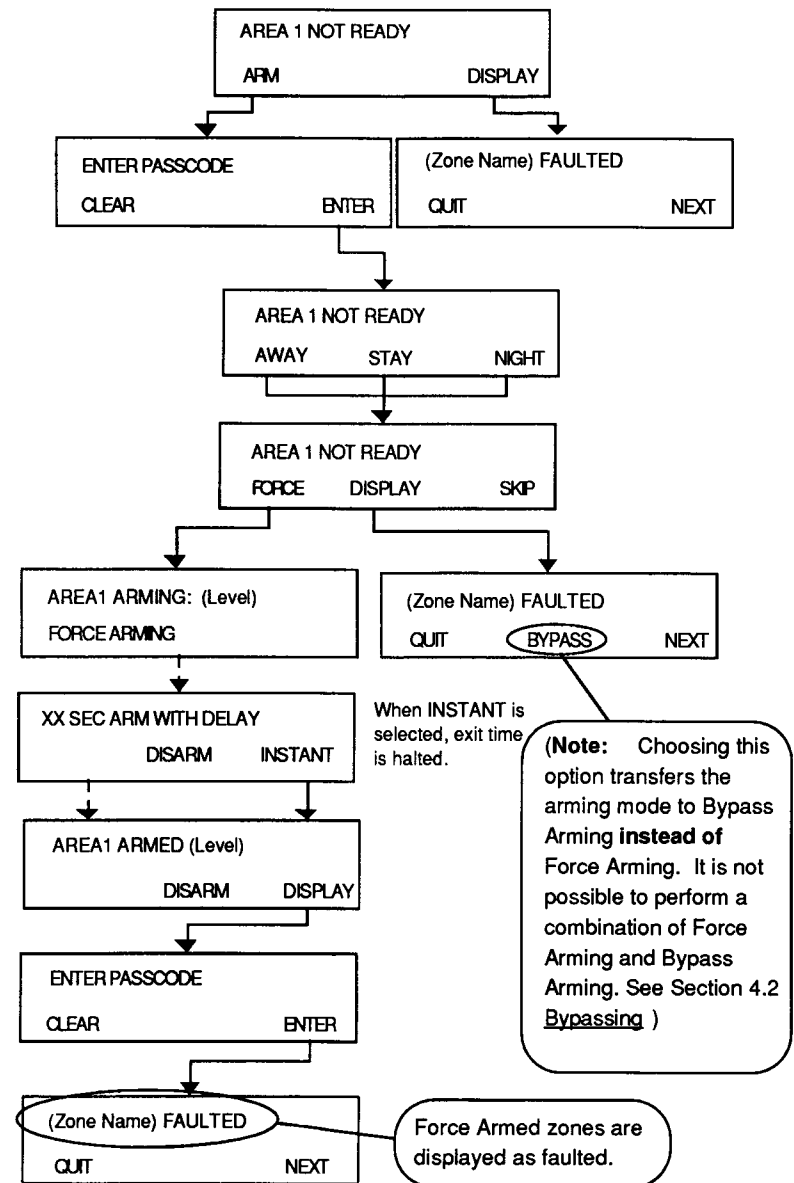 AREA 1 NOT READY
ARM DISPLAY
ENTER PASSCODE
CLEAR ENTER
(Zone Name) FAULTED
QUIT NEXT
AREA 1 NOT READY
AWAY STAY NIGHT
AREA 1 NOT READY
FORCE DISPLAY SKIP
AREA1 ARMING: (Level)
FORCE ARMING
(Zone Name) FAULTED
QUIT BYPASS NEXT
XX SEC ARM WITH DELAY
DISARM INSTANT
When INSTANT is
selected, exit time
is halted.
(Note: Choosing this
option transfers the
arming mode to Bypass
Arming instead of
Force Arming. It is not
possible to perform a
combination of Force
Arming and Bypass
Arming. See Section 4.2
Bypassing )
AREA1 ARMED (Level)
DISARM DISPLAY
ENTER PASSCODE
CLEAR ENTER
(Zone Name) FAULTED
QUIT NEXT
Force Armed zones are
displayed as faulted.